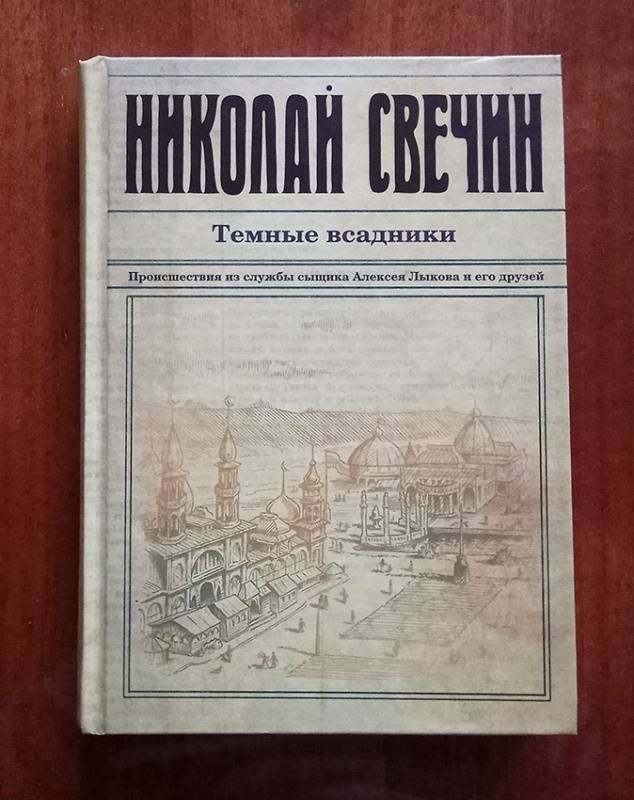 НИКОЛАЙ СВЕЧИН
Темные всадники
Происшествия из службы сыщика Алексея Лыкова и его друзей